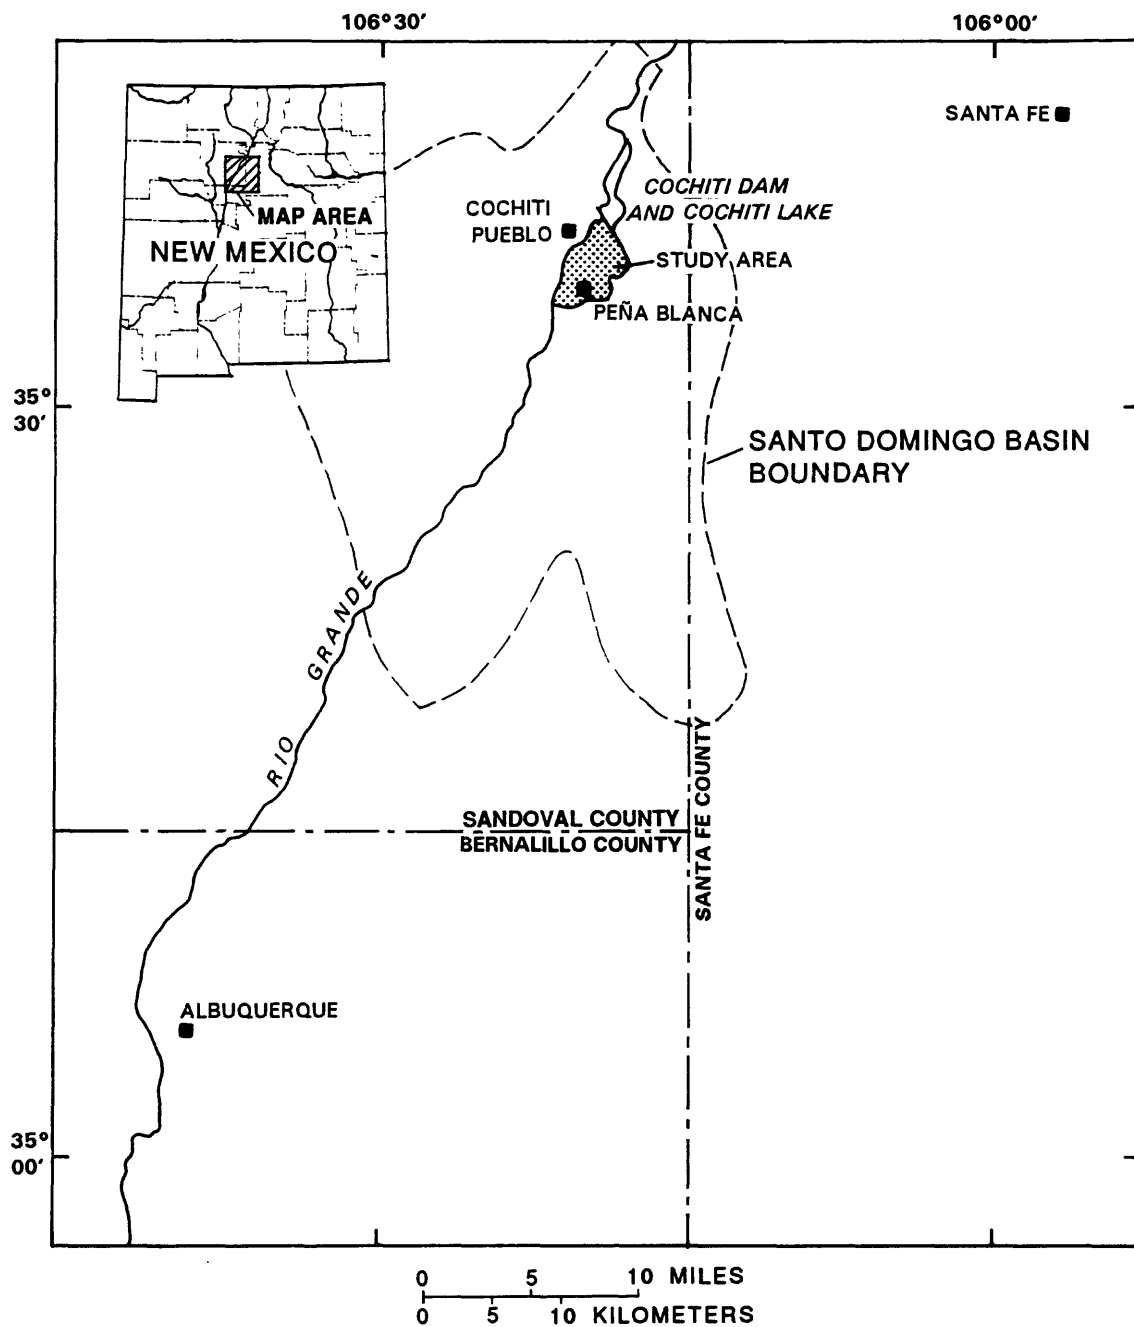 106°30′
106°00′
SANTA FE
COCHITI DAM
AND COCHITI LAKE
COCHITI
PUEBLO
MAP AREA
NEW MEXICO
STUDY AREA
PEÑA BLANCA
35°
30′
SANTO DOMINGO BASIN
BOUNDARY
RIO GRANDE
SANTA FE COUNTY
SANDOVAL COUNTY
BERNALILLO COUNTY
ALBUQUERQUE
35°
00′
0 5 10 MILES
0 5 10 KILOMETERS